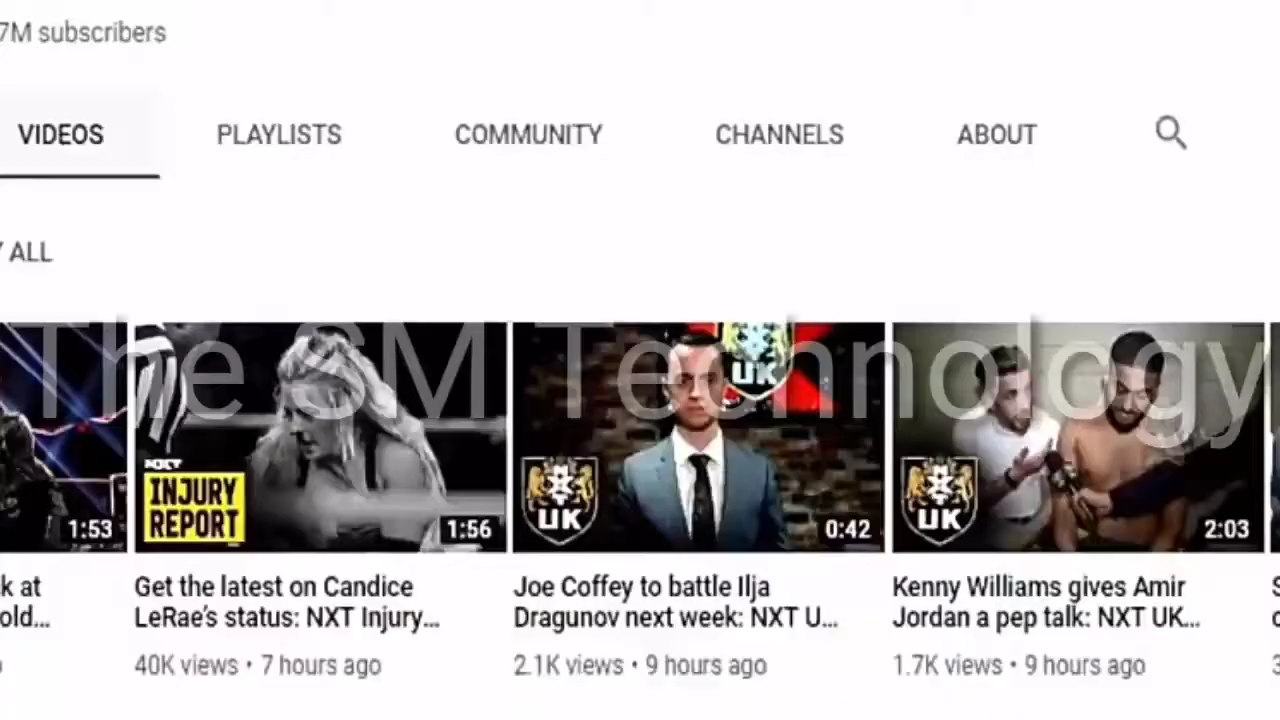 7M subscribers
VIDEOS PLAYLISTS COMMUNITY CHANNELS ABOUT
ALL
The SM Technology
NXT
INJURY
REPORT
UK
UK
UK
1:53 1:56 0:42 2:03
k at
old...
Get the latest on Candice
LeRae's status: NXT Injury...
40K views • 7 hours ago
Joe Coffey to battle Ilja
Dragunov next week: NXT U...
2.1K views • 9 hours ago
Kenny Williams gives Amir
Jordan a pep talk: NXT UK...
1.7K views • 9 hours ago